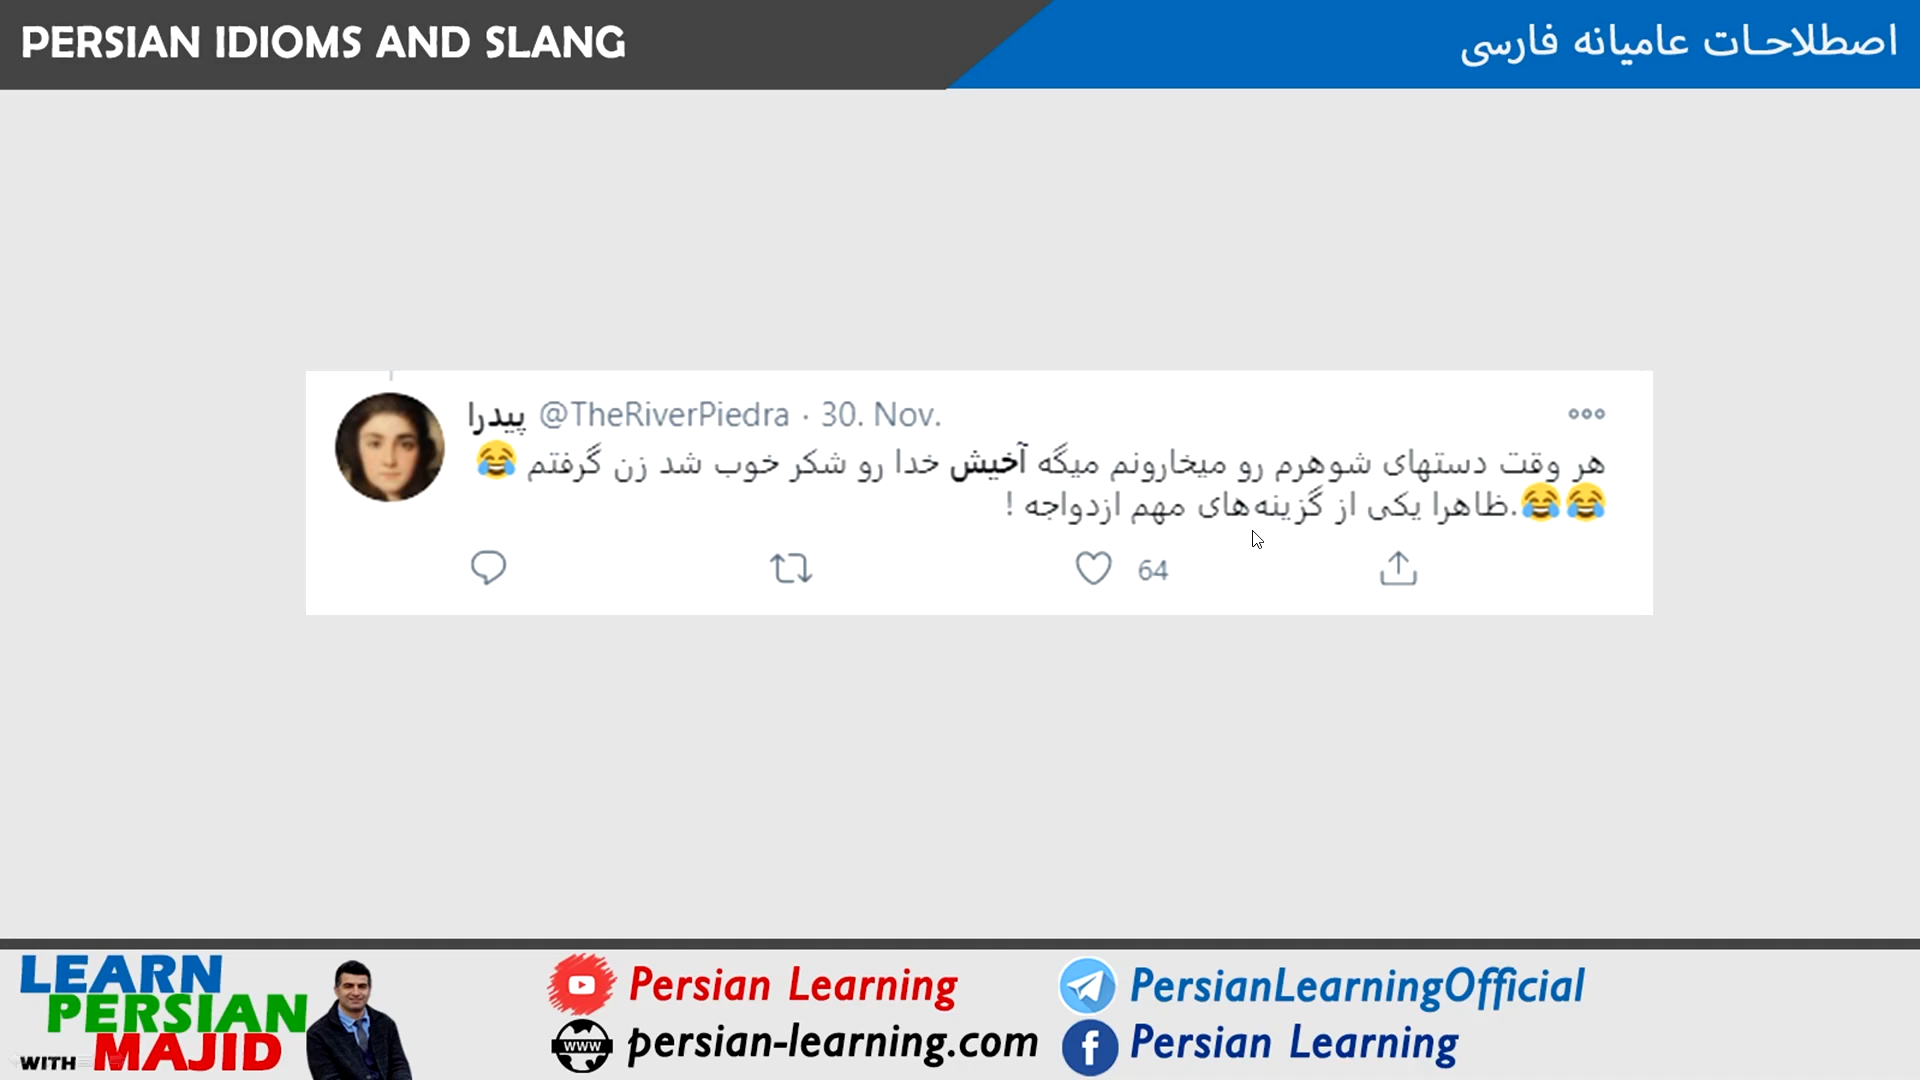 PERSIAN IDIOMS AND SLANG
اصطلاحـات عامیانه فارسی
پیدرا @TheRiverPiedra · 30. Nov.
هر وقت دستهای شوهرم رو میخارونم میگه آخیش خدا رو شکر خوب شد زن گرفتم 😂
😂😂.ظاهرا یکی از گزینه‌های مهم ازدواجه !
64
LEARN
PERSIAN
WITH MAJID
Persian Learning
PersianLearningOfficial
www persian-learning.com
Persian Learning